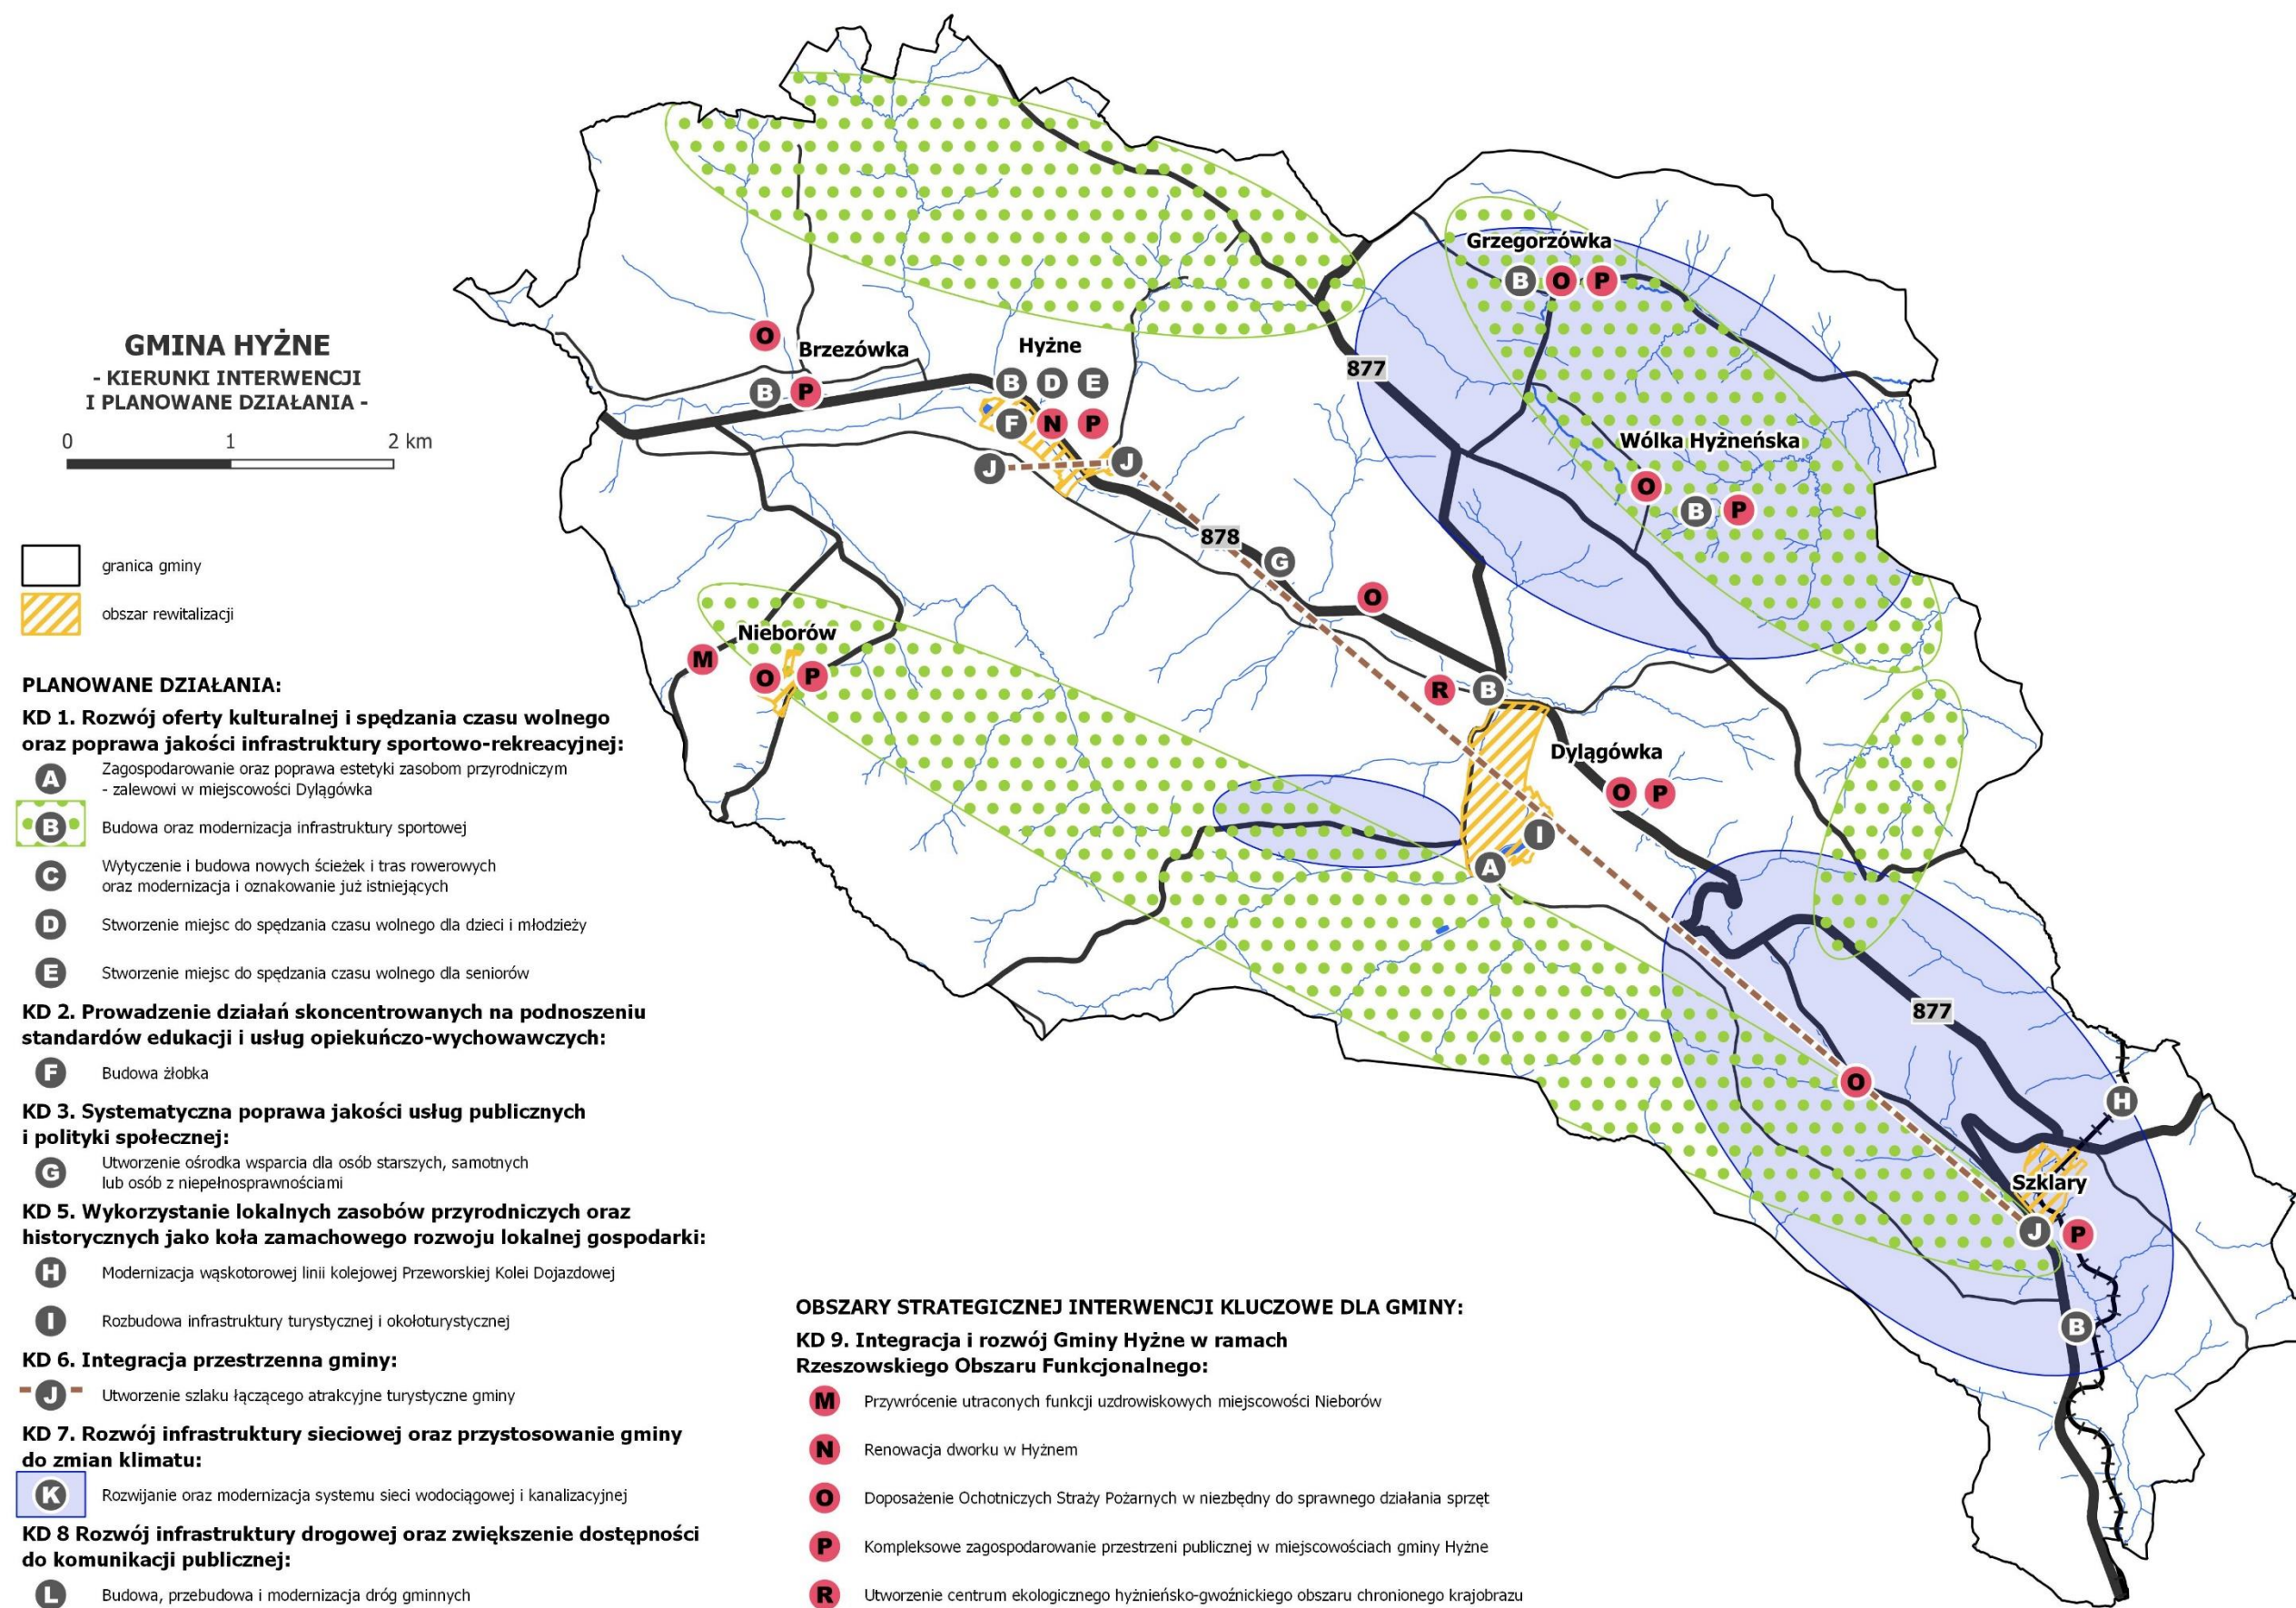 GMINA HYŻNE
- KIERUNKI INTERWENCJI
I PLANOWANE DZIAŁANIA -
0 1 2 km
granica gminy
obszar rewitalizacji
PLANOWANE DZIAŁANIA:
KD 1. Rozwój oferty kulturalnej i spędzania czasu wolnego
oraz poprawa jakości infrastruktury sportowo-rekreacyjnej:
A Zagospodarowanie oraz poprawa estetyki zasobom przyrodniczym
- zalewowi w miejscowości Dylągówka
B Budowa oraz modernizacja infrastruktury sportowej
C Wytyczenie i budowa nowych ścieżek i tras rowerowych
oraz modernizacja i oznakowanie już istniejących
D Stworzenie miejsc do spędzania czasu wolnego dla dzieci i młodzieży
E Stworzenie miejsc do spędzania czasu wolnego dla seniorów
KD 2. Prowadzenie działań skoncentrowanych na podnoszeniu
standardów edukacji i usług opiekuńczo-wychowawczych:
F Budowa żłobka
KD 3. Systematyczna poprawa jakości usług publicznych
i polityki społecznej:
G Utworzenie ośrodka wsparcia dla osób starszych, samotnych
lub osób z niepełnosprawnościami
KD 5. Wykorzystanie lokalnych zasobów przyrodniczych oraz
historycznych jako koła zamachowego rozwoju lokalnej gospodarki:
H Modernizacja wąskotorowej linii kolejowej Przeworskiej Kolei Dojazdowej
I Rozbudowa infrastruktury turystycznej i okołoturystycznej
KD 6. Integracja przestrzenna gminy:
J Utworzenie szlaku łączącego atrakcyjne turystyczne gminy
KD 7. Rozwój infrastruktury sieciowej oraz przystosowanie gminy
do zmian klimatu:
K Rozwijanie oraz modernizacja systemu sieci wodociągowej i kanalizacyjnej
KD 8 Rozwój infrastruktury drogowej oraz zwiększenie dostępności
do komunikacji publicznej:
L Budowa, przebudowa i modernizacja dróg gminnych
OBSZARY STRATEGICZNEJ INTERWENCJI KLUCZOWE DLA GMINY:
KD 9. Integracja i rozwój Gminy Hyżne w ramach
Rzeszowskiego Obszaru Funkcjonalnego:
M Przywrócenie utraconych funkcji uzdrowiskowych miejscowości Nieborów
N Renowacja dworku w Hyżnem
O Doposażenie Ochotniczych Straży Pożarnych w niezbędny do sprawnego działania sprzęt
P Kompleksowe zagospodarowanie przestrzeni publicznej w miejscowościach gminy Hyżne
R Utworzenie centrum ekologicznego hyżnieńsko-gwoźnickiego obszaru chronionego krajobrazu
Grzegorzówka
B O P
O
Brzezówka
B P
Hyżne
B D E
F N P
J J
877
Wólka Hyżneńska
O
B P
878
G
O
Nieborów
M
O P
R B
Dylągówka
O P
I
A
877
O
H
Szklary
J P
B